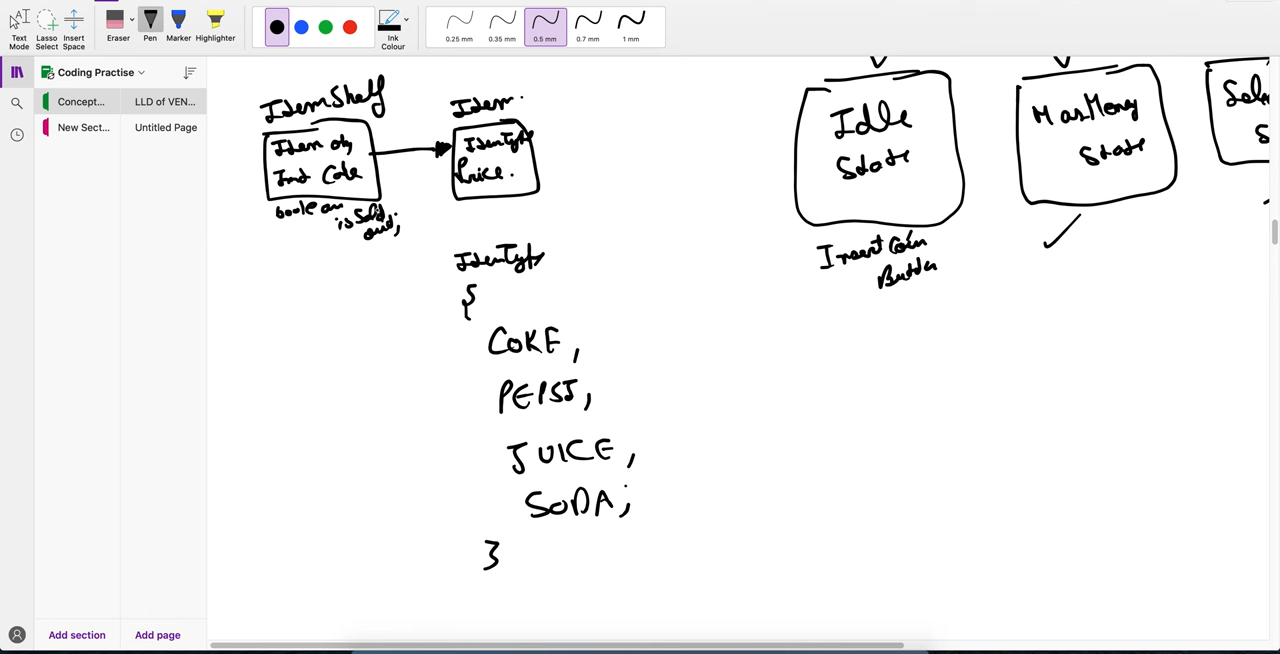 Text Mode
Lasso Select
Insert Space
Eraser
Pen
Marker
Highlighter
Ink Colour
0.25 mm
0.35 mm
0.5 mm
0.7 mm
1 mm
Coding Practise
Concept...
LLD of VEN...
New Sect...
Untitled Page
ItemShelf
Item obj
Int Code
boolean isSold out;
Item.
ItemType
Price.
ItemType
{
COKE,
PEPSI,
JUICE,
SODA;
}
Idle
State
Insert Coin
Button
HasMoney
State
Add section
Add page